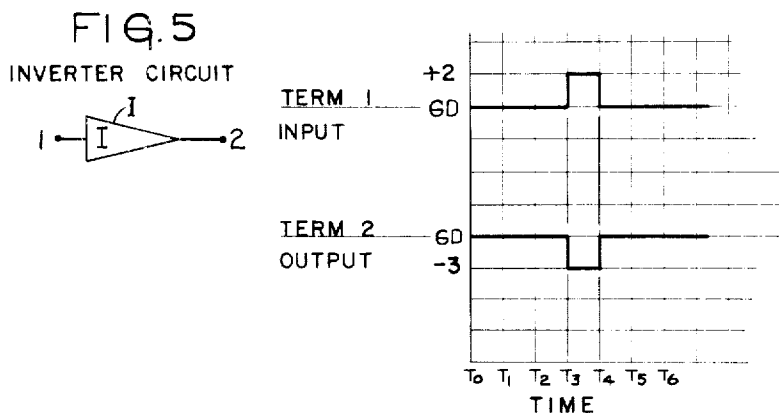 FIG.5
INVERTER CIRCUIT
I
1 I 2
TERM 1
INPUT
+2
GD
TERM 2
OUTPUT
GD
-3
T0 T1 T2 T3 T4 T5 T6
TIME